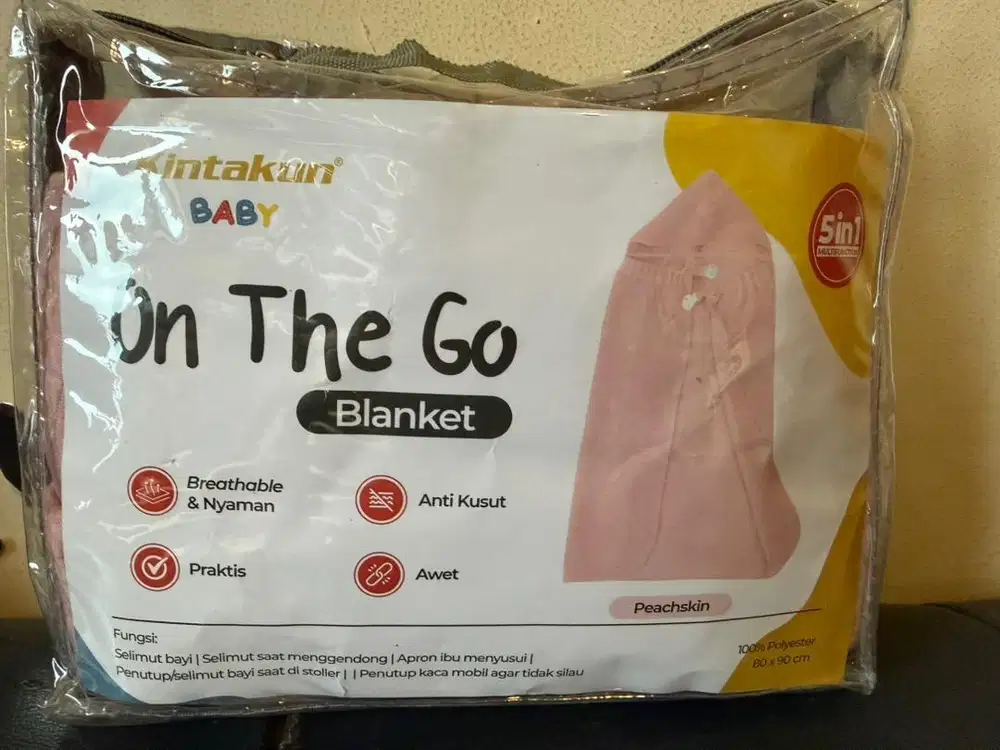 Kintakun®
BABY
5in1
On The Go
Blanket
Breathable
& Nyaman
Anti Kusut
Praktis
Awet
Peachskin
Fungsi:
Selimut bayi | Selimut saat menggendong | Apron ibu menyusui |
Penutup/selimut bayi saat di stoller | | Penutup kaca mobil agar tidak silau
100% Polyester
80 x 90 cm